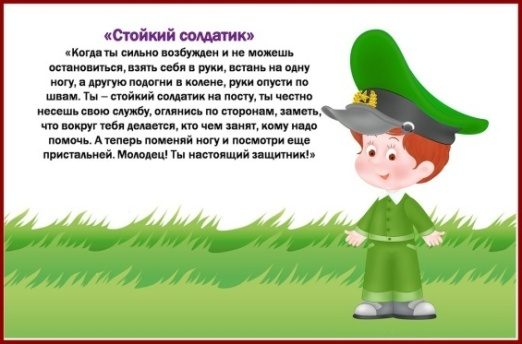 «Стойкий солдатик»
«Когда ты сильно возбужден и не можешь
остановиться, взять себя в руки, встань на одну
ногу, а другую подогни в колене, руки опусти по
швам. Ты – стойкий солдатик на посту, ты честно
несешь свою службу, оглянись по сторонам, заметь,
что вокруг тебя делается, кто чем занят, кому надо
помочь. А теперь поменяй ногу и посмотри еще
пристальней. Молодец! Ты настоящий защитник!»